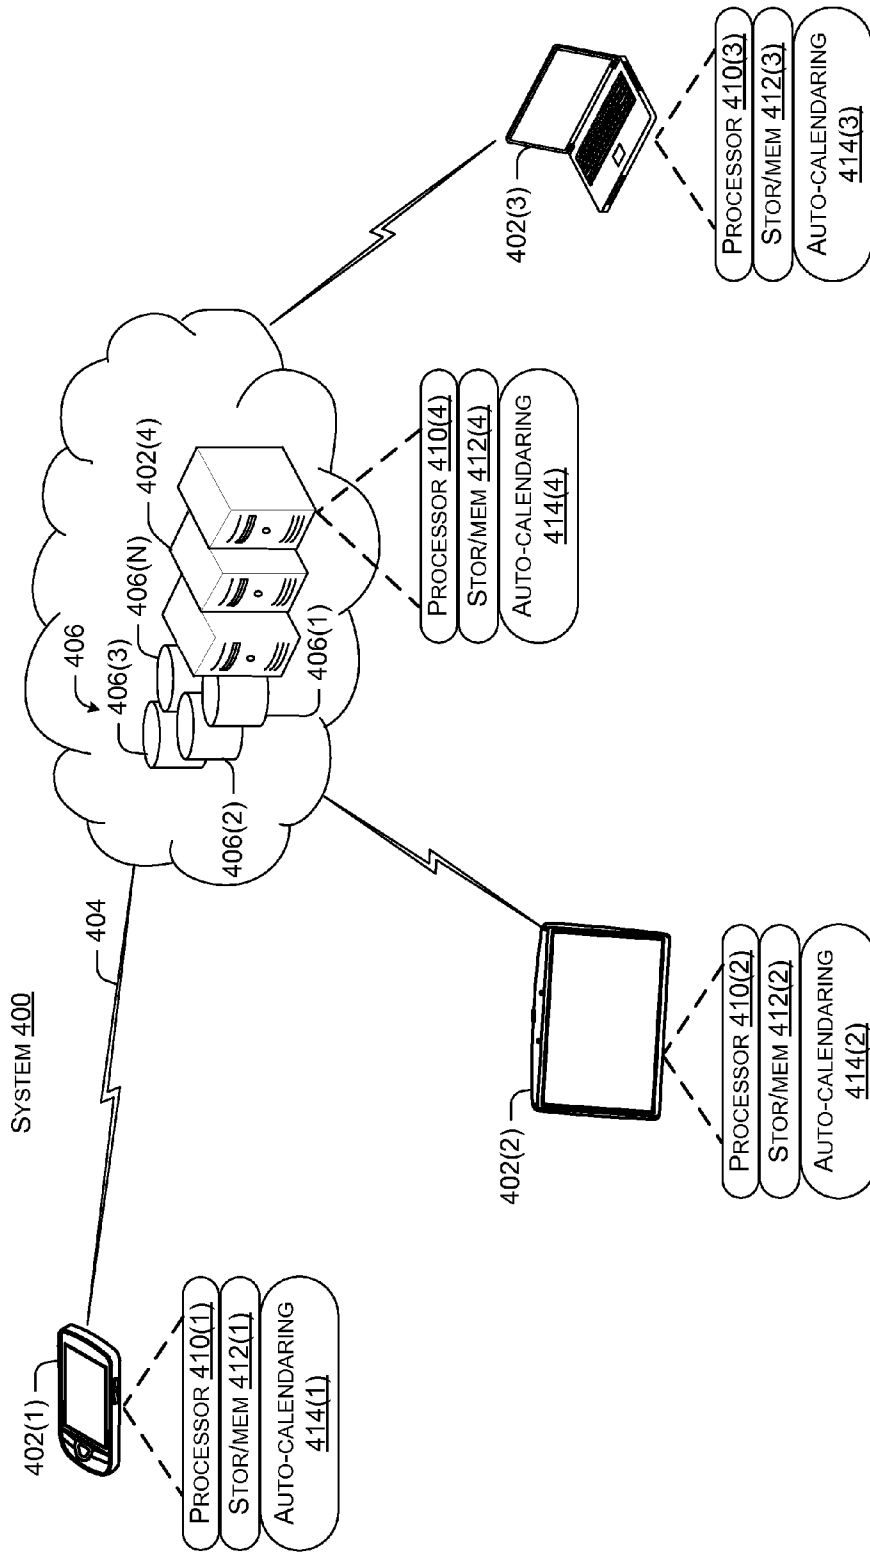 SYSTEM 400
402(1)
PROCESSOR 410(1)
STOR/MEM 412(1)
AUTO-CALENDARING
414(1)
404
406
406(3)
406(N)
402(4)
406(2)
406(1)
PROCESSOR 410(4)
STOR/MEM 412(4)
AUTO-CALENDARING
414(4)
402(2)
PROCESSOR 410(2)
STOR/MEM 412(2)
AUTO-CALENDARING
414(2)
402(3)
PROCESSOR 410(3)
STOR/MEM 412(3)
AUTO-CALENDARING
414(3)